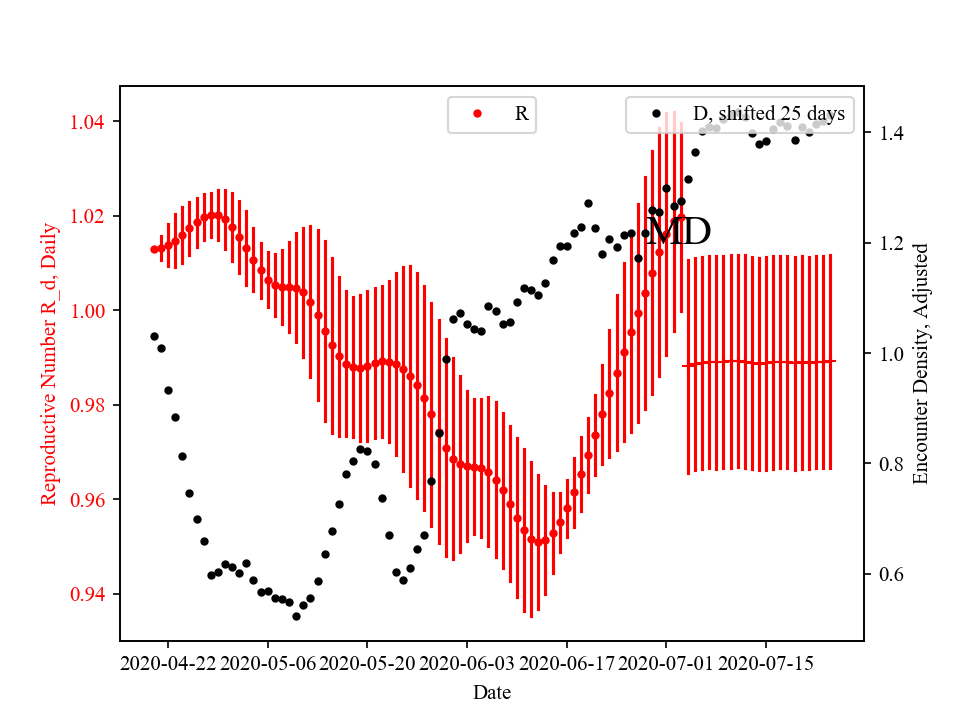 R
D, shifted 25 days
1.04
1.02
1.00
0.98
0.96
0.94
Reproductive Number R_d, Daily
MD
1.4
1.2
1.0
0.8
0.6
Encounter Density, Adjusted
2020-04-22 2020-05-06 2020-05-20 2020-06-03 2020-06-17 2020-07-01 2020-07-15
Date